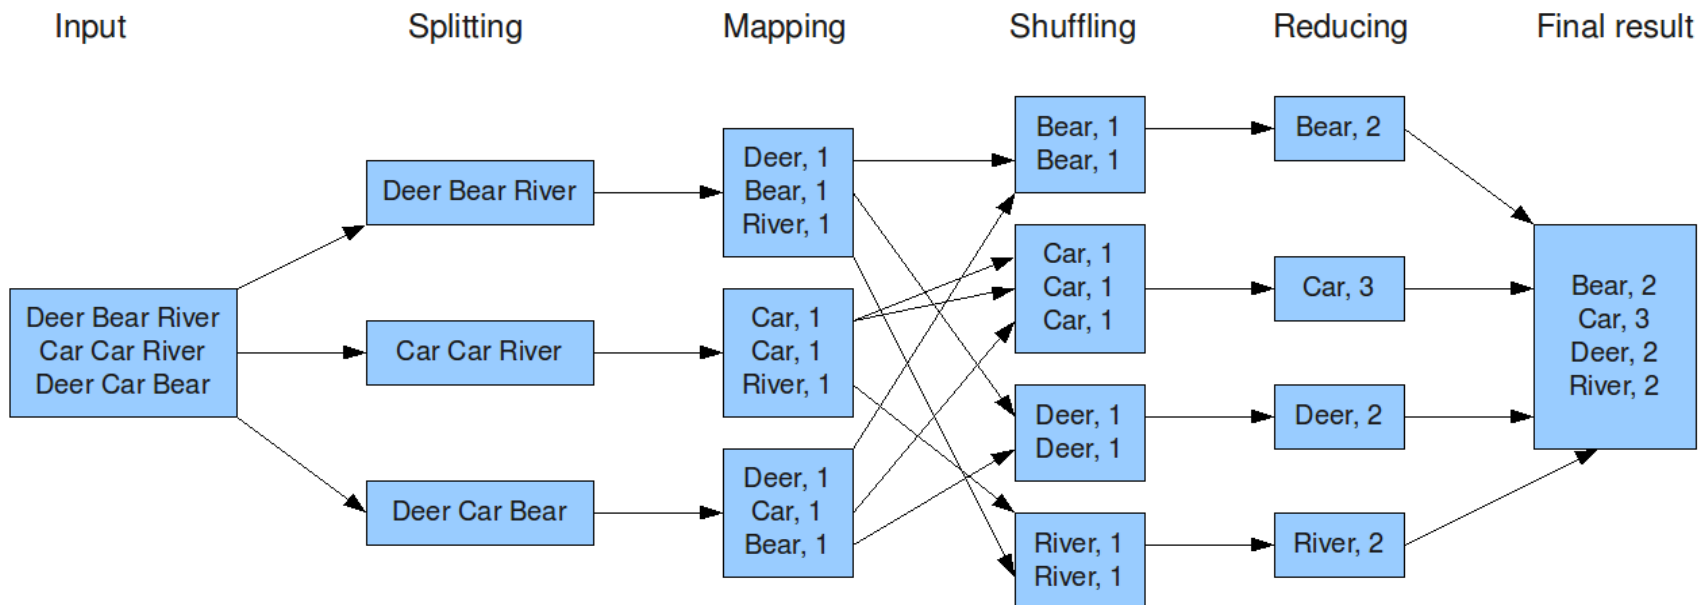 Input
Splitting
Mapping
Shuffling
Reducing
Final result
Deer Bear River
Car Car River
Deer Car Bear
Deer Bear River
Car Car River
Deer Car Bear
Deer, 1
Bear, 1
River, 1
Car, 1
Car, 1
River, 1
Deer, 1
Car, 1
Bear, 1
Bear, 1
Bear, 1
Car, 1
Car, 1
Car, 1
Deer, 1
Deer, 1
River, 1
River, 1
Bear, 2
Car, 3
Deer, 2
River, 2
Bear, 2
Car, 3
Deer, 2
River, 2